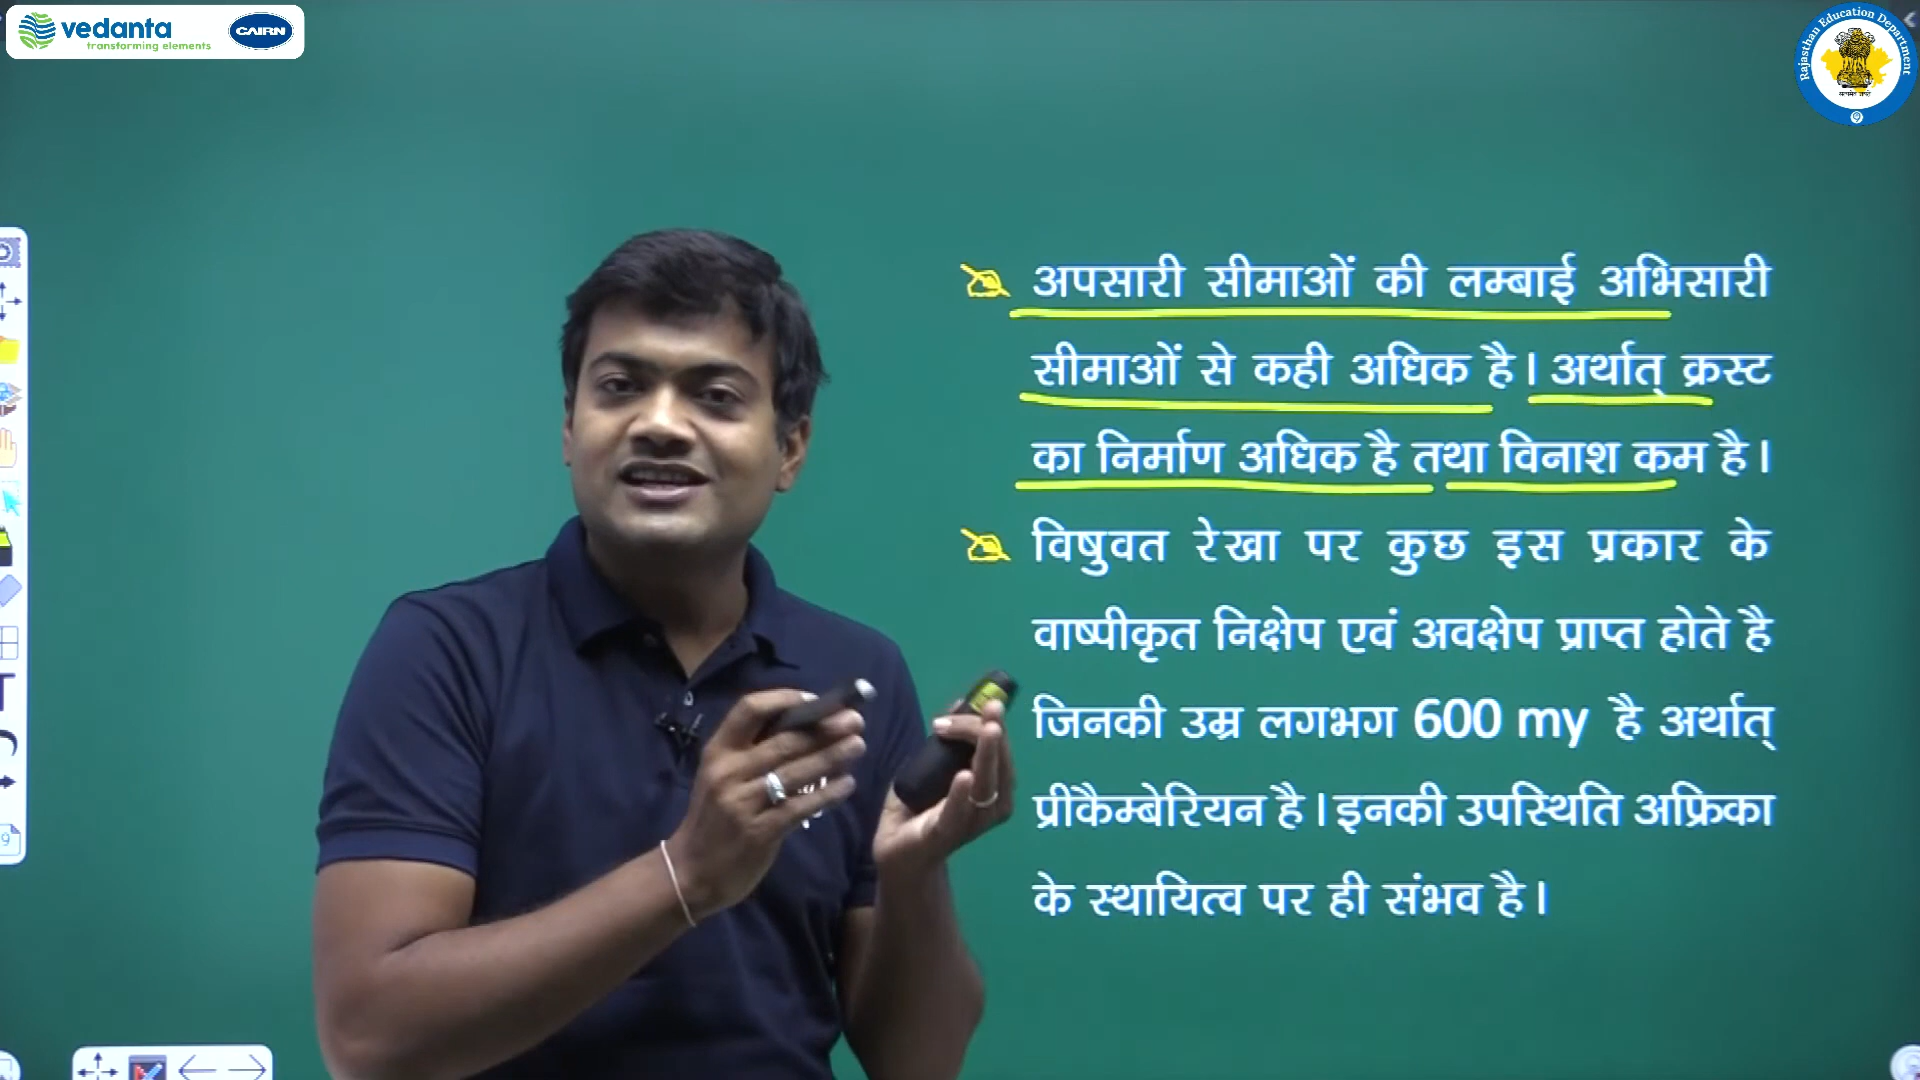 vedanta
transforming elements
CAIRN
Rajasthan Education Department
अपसारी सीमाओं की लम्बाई अभिसारी
सीमाओं से कही अधिक है। अर्थात् क्रस्ट
का निर्माण अधिक है तथा विनाश कम है।
विषुवत रेखा पर कुछ इस प्रकार के
वाष्पीकृत निक्षेप एवं अवक्षेप प्राप्त होते है
जिनकी उम्र लगभग 600 my है अर्थात्
प्रीकैम्बेरियन है। इनकी उपस्थिति अफ्रिका
के स्थायित्व पर ही संभव है।